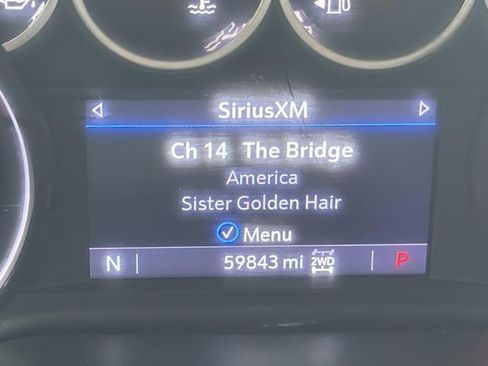 SiriusXM
Ch 14 The Bridge
America
Sister Golden Hair
Menu
N 59843 mi 2WD P